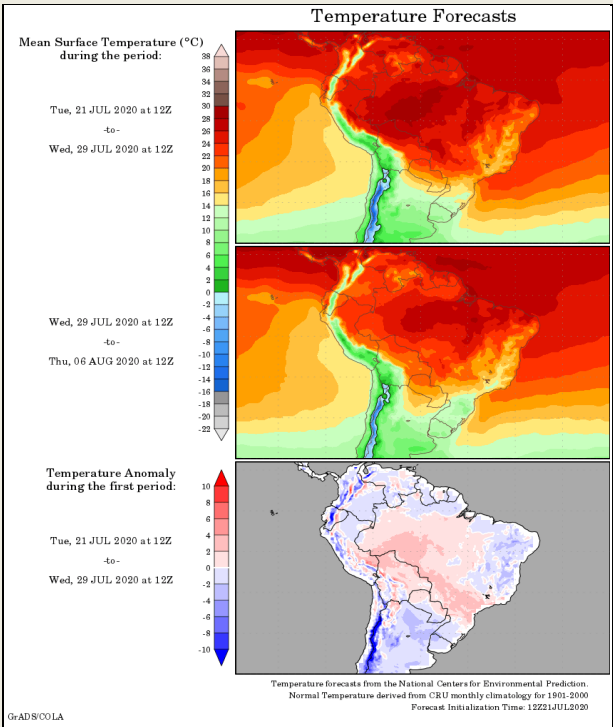 Temperature Forecasts
Mean Surface Temperature (°C)
during the period:
Tue, 21 JUL 2020 at 12Z
-to-
Wed, 29 JUL 2020 at 12Z
38
36
34
32
30
28
26
24
22
20
18
16
14
12
10
8
6
4
2
0
-2
-4
-6
-8
-10
-12
-14
-16
-18
-20
-22
Wed, 29 JUL 2020 at 12Z
-to-
Thu, 06 AUG 2020 at 12Z
Temperature Anomaly
during the first period:
Tue, 21 JUL 2020 at 12Z
-to-
Wed, 29 JUL 2020 at 12Z
10
8
6
4
2
0
-2
-4
-6
-8
-10
Temperature forecasts from the National Centers for Environmental Prediction.
Normal Temperature derived from CRU monthly climatology for 1901-2000
Forecast Initialization Time: 12Z21JUL2020
GrADS/COLA